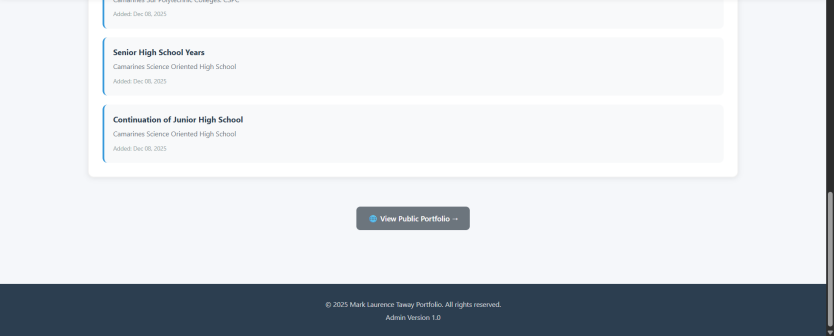 Camarines Sur Polytechnic Colleges, CSPC
Added: Dec 08, 2025
Senior High School Years
Camarines Science Oriented High School
Added: Dec 08, 2025
Continuation of Junior High School
Camarines Science Oriented High School
Added: Dec 08, 2025
View Public Portfolio →
© 2025 Mark Laurence Taway Portfolio. All rights reserved.
Admin Version 1.0